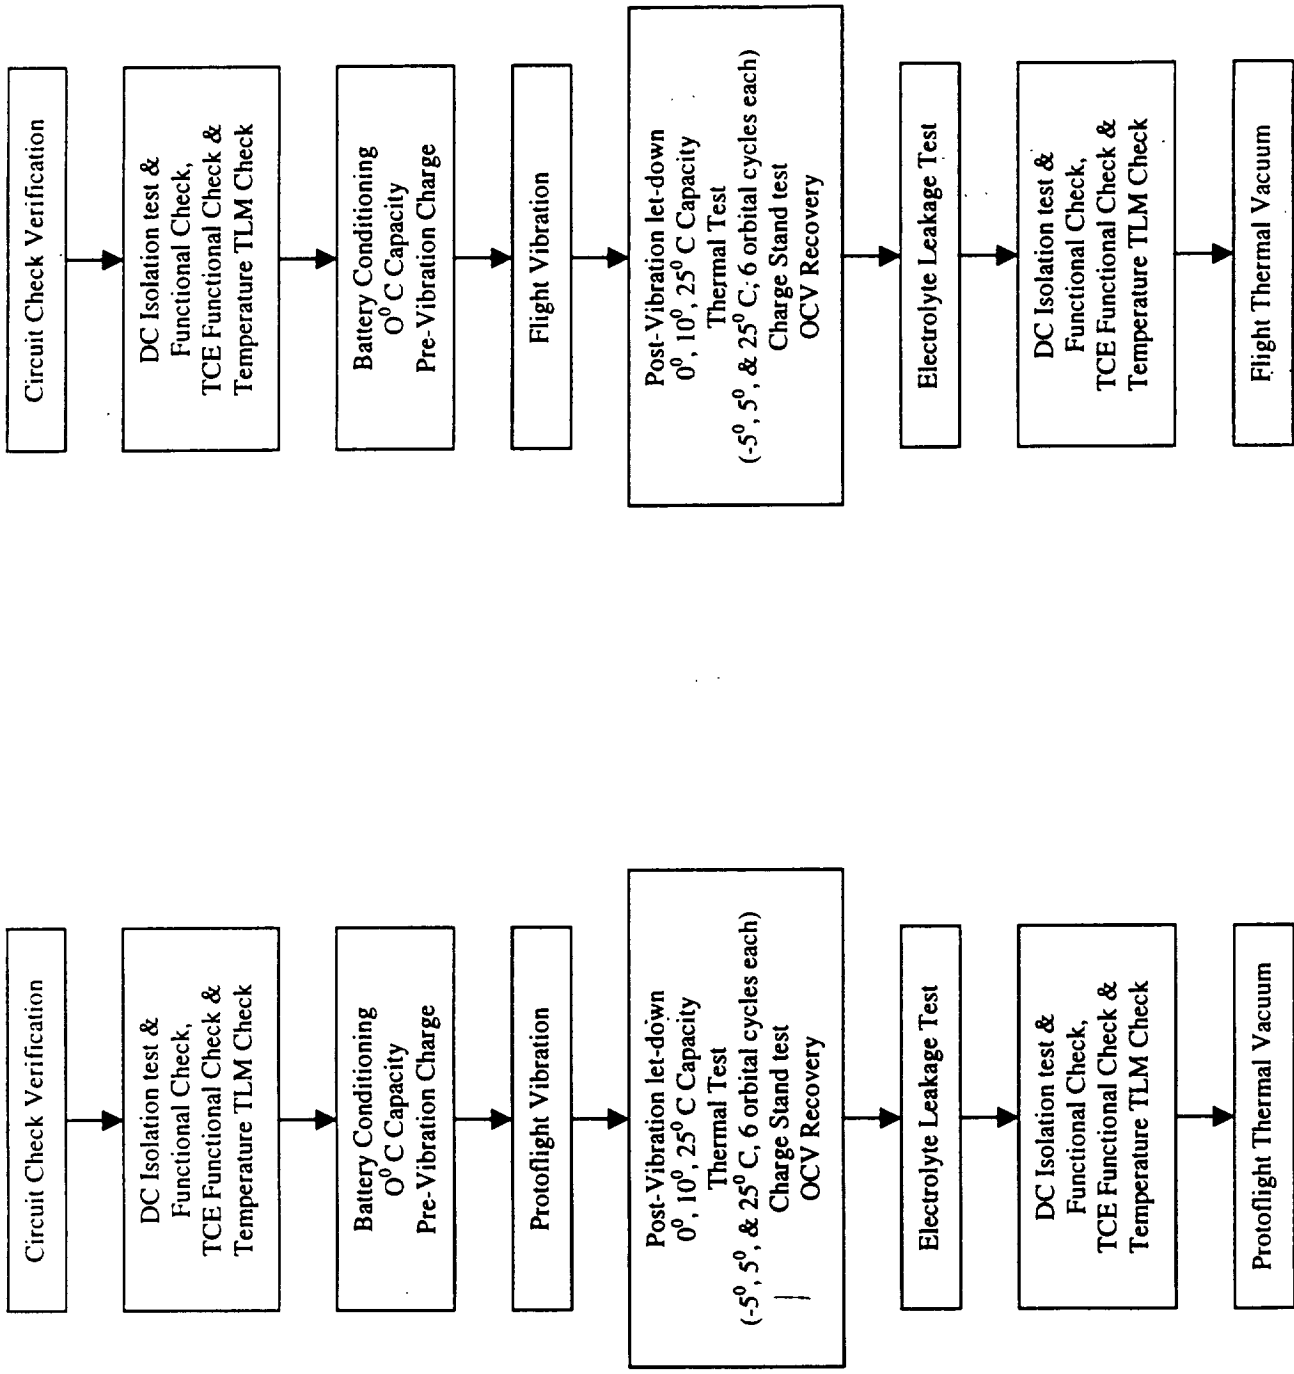 Circuit Check Verification
DC Isolation test &
Functional Check,
TCE Functional Check &
Temperature TLM Check
Battery Conditioning
O⁰ C Capacity
Pre-Vibration Charge
Protoflight Vibration
Post-Vibration let-down
0⁰, 10⁰, 25⁰ C Capacity
Thermal Test
(-5⁰, 5⁰, & 25⁰ C, 6 orbital cycles each)
Charge Stand test
OCV Recovery
Electrolyte Leakage Test
DC Isolation test &
Functional Check,
TCE Functional Check &
Temperature TLM Check
Protoflight Thermal Vacuum
Circuit Check Verification
DC Isolation test &
Functional Check,
TCE Functional Check &
Temperature TLM Check
Battery Conditioning
O⁰ C Capacity
Pre-Vibration Charge
Flight Vibration
Post-Vibration let-down
0⁰, 10⁰, 25⁰ C Capacity
Thermal Test
(-5⁰, 5⁰, & 25⁰ C, 6 orbital cycles each)
Charge Stand test
OCV Recovery
Electrolyte Leakage Test
DC Isolation test &
Functional Check,
TCE Functional Check &
Temperature TLM Check
Flight Thermal Vacuum